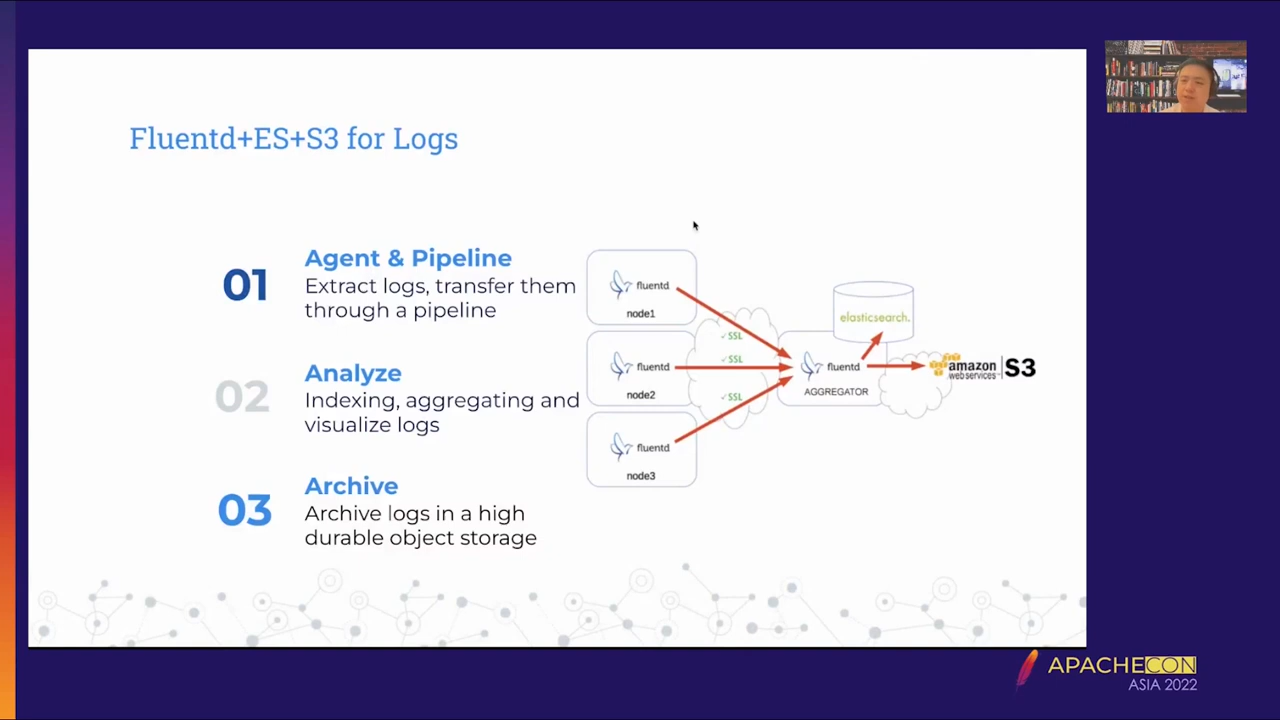 Fluentd+ES+S3 for Logs
01
Agent & Pipeline
Extract logs, transfer them
through a pipeline
02
Analyze
Indexing, aggregating and
visualize logs
03
Archive
Archive logs in a high
durable object storage
fluentd
node1
fluentd
node2
fluentd
node3
✓SSL
✓SSL
✓SSL
fluentd
AGGREGATOR
elasticsearch.
amazon
web services™
S3
APACHECON
ASIA 2022